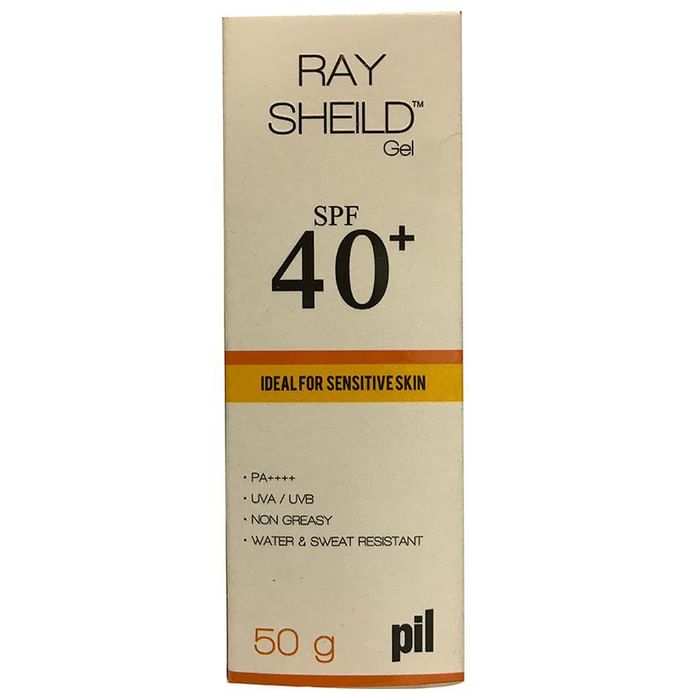 RAY
SHEILD™
Gel
SPF
40+
IDEAL FOR SENSITIVE SKIN
• PA++++
• UVA / UVB
• NON GREASY
• WATER & SWEAT RESISTANT
50 g
pil